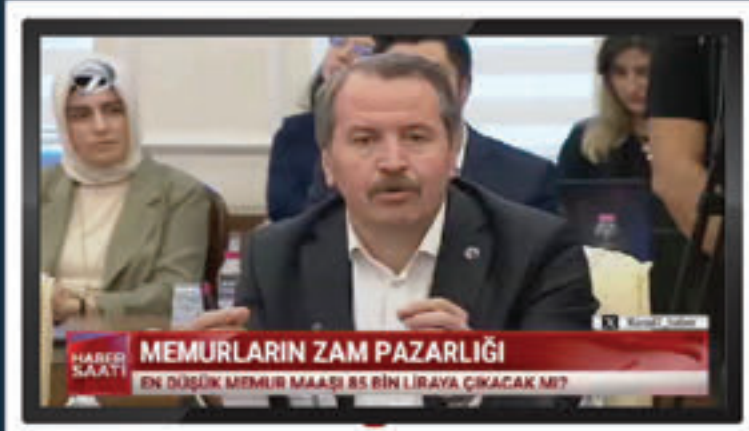 HABER
SAATİ
MEMURLARIN ZAM PAZARLIĞI
EN DÜŞÜK MEMUR MAAŞI 85 BİN LİRAYA ÇIKACAK MI?
X